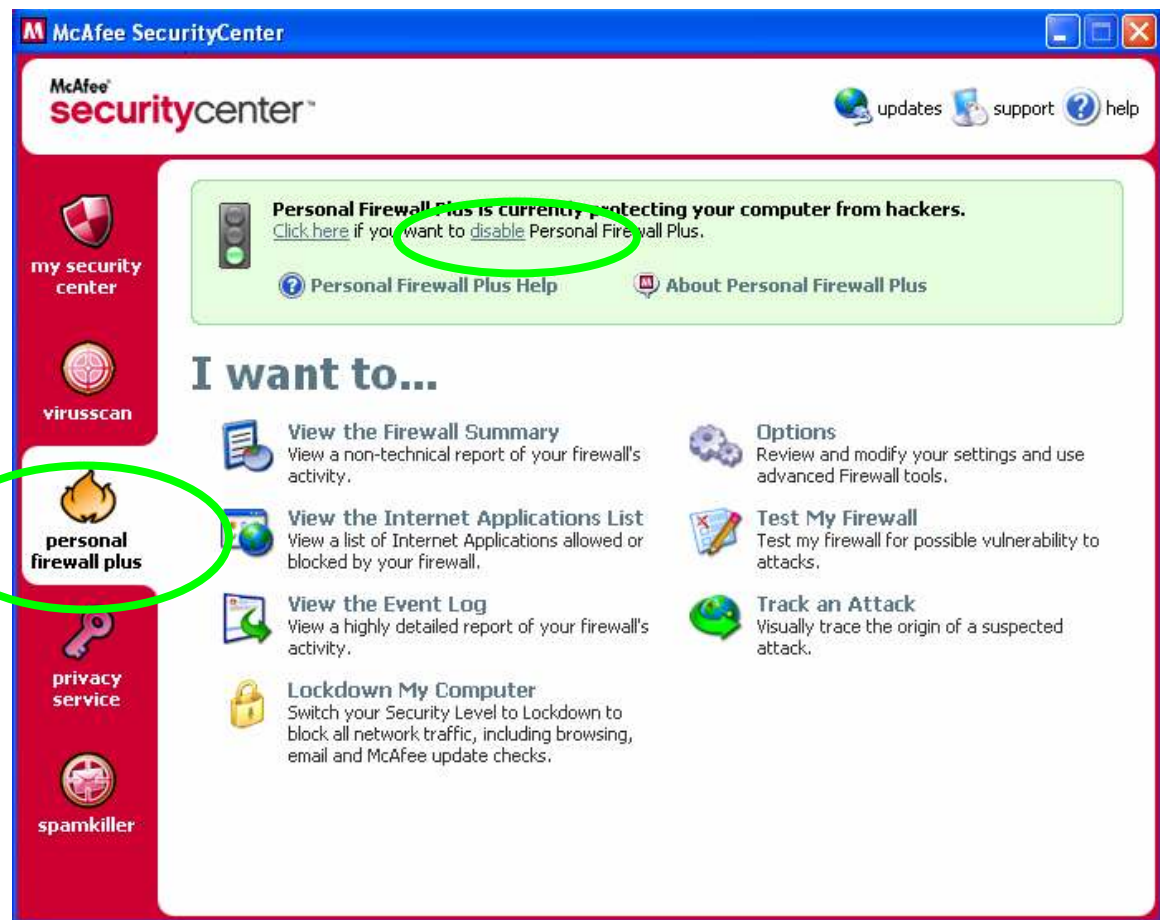 McAfee SecurityCenter
McAfee
securitycenter™
updates support help
my security
center
virusscan
personal
firewall plus
privacy
service
spamkiller
Personal Firewall Plus is currently protecting your computer from hackers.
Click here if you want to disable Personal Firewall Plus.
Personal Firewall Plus Help
About Personal Firewall Plus
I want to...
View the Firewall Summary
View a non-technical report of your firewall's
activity.
View the Internet Applications List
View a list of Internet Applications allowed or
blocked by your firewall.
View the Event Log
View a highly detailed report of your firewall's
activity.
Lockdown My Computer
Switch your Security Level to Lockdown to
block all network traffic, including browsing,
email and McAfee update checks.
Options
Review and modify your settings and use
advanced Firewall tools.
Test My Firewall
Test my firewall for possible vulnerability to
attacks.
Track an Attack
Visually trace the origin of a suspected
attack.